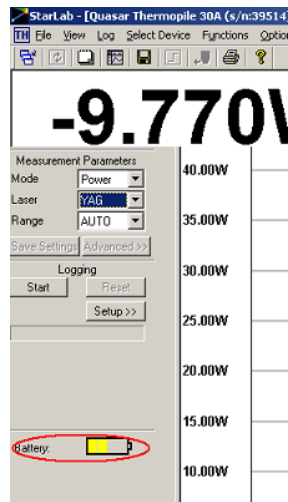 StarLab - [Quasar Thermopile 30A (s/n:39514)
TH File View Log Select Device Functions Optio
-9.770W
Measurement Parameters
Mode Power
Laser YAG
Range AUTO
Save Settings Advanced >>
Logging
Start Reset
Setup >>
Battery:
40.00W
35.00W
30.00W
25.00W
20.00W
15.00W
10.00W